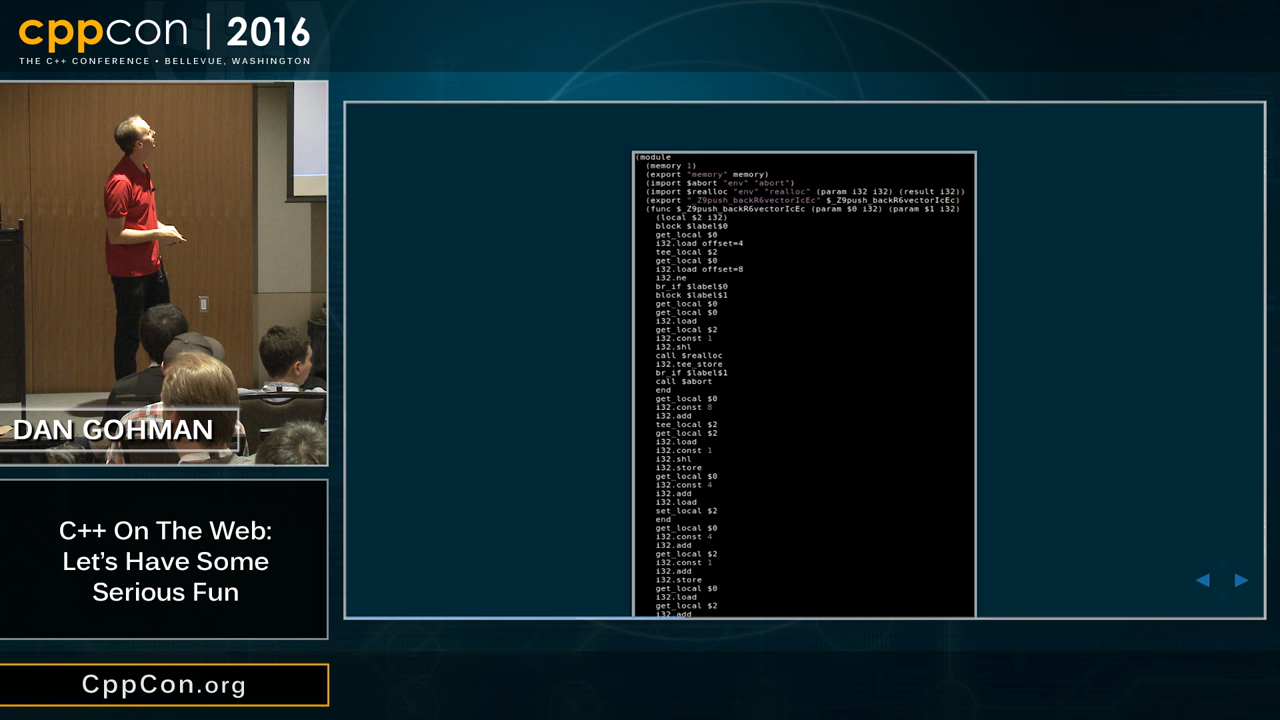 cppcon | 2016
THE C++ CONFERENCE • BELLEVUE, WASHINGTON
DAN GOHMAN
C++ On The Web:
Let's Have Some
Serious Fun
CppCon.org
(module
(memory 1)
(export "memory" memory)
(import $abort "env" "abort")
(import $realloc "env" "realloc" (param i32 i32) (result i32))
(export "_Z9push_backR6vectorIcEc" $_Z9push_backR6vectorIcEc)
(func $_Z9push_backR6vectorIcEc (param $0 i32) (param $1 i32)
(local $2 i32)
block $label$0
get_local $0
i32.load offset=4
tee_local $2
get_local $0
i32.load offset=8
i32.ne
br_if $label$0
block $label$1
get_local $0
get_local $0
i32.load
get_local $2
i32.const 1
i32.shl
call $realloc
i32.tee_store
br_if $label$1
call $abort
end
get_local $0
i32.const 8
i32.add
tee_local $2
get_local $2
i32.load
i32.const 1
i32.shl
i32.store
get_local $0
i32.const 4
i32.add
i32.load
set_local $2
end
get_local $0
i32.const 4
i32.add
get_local $2
i32.const 1
i32.add
i32.store
get_local $0
i32.load
get_local $2
i32.add